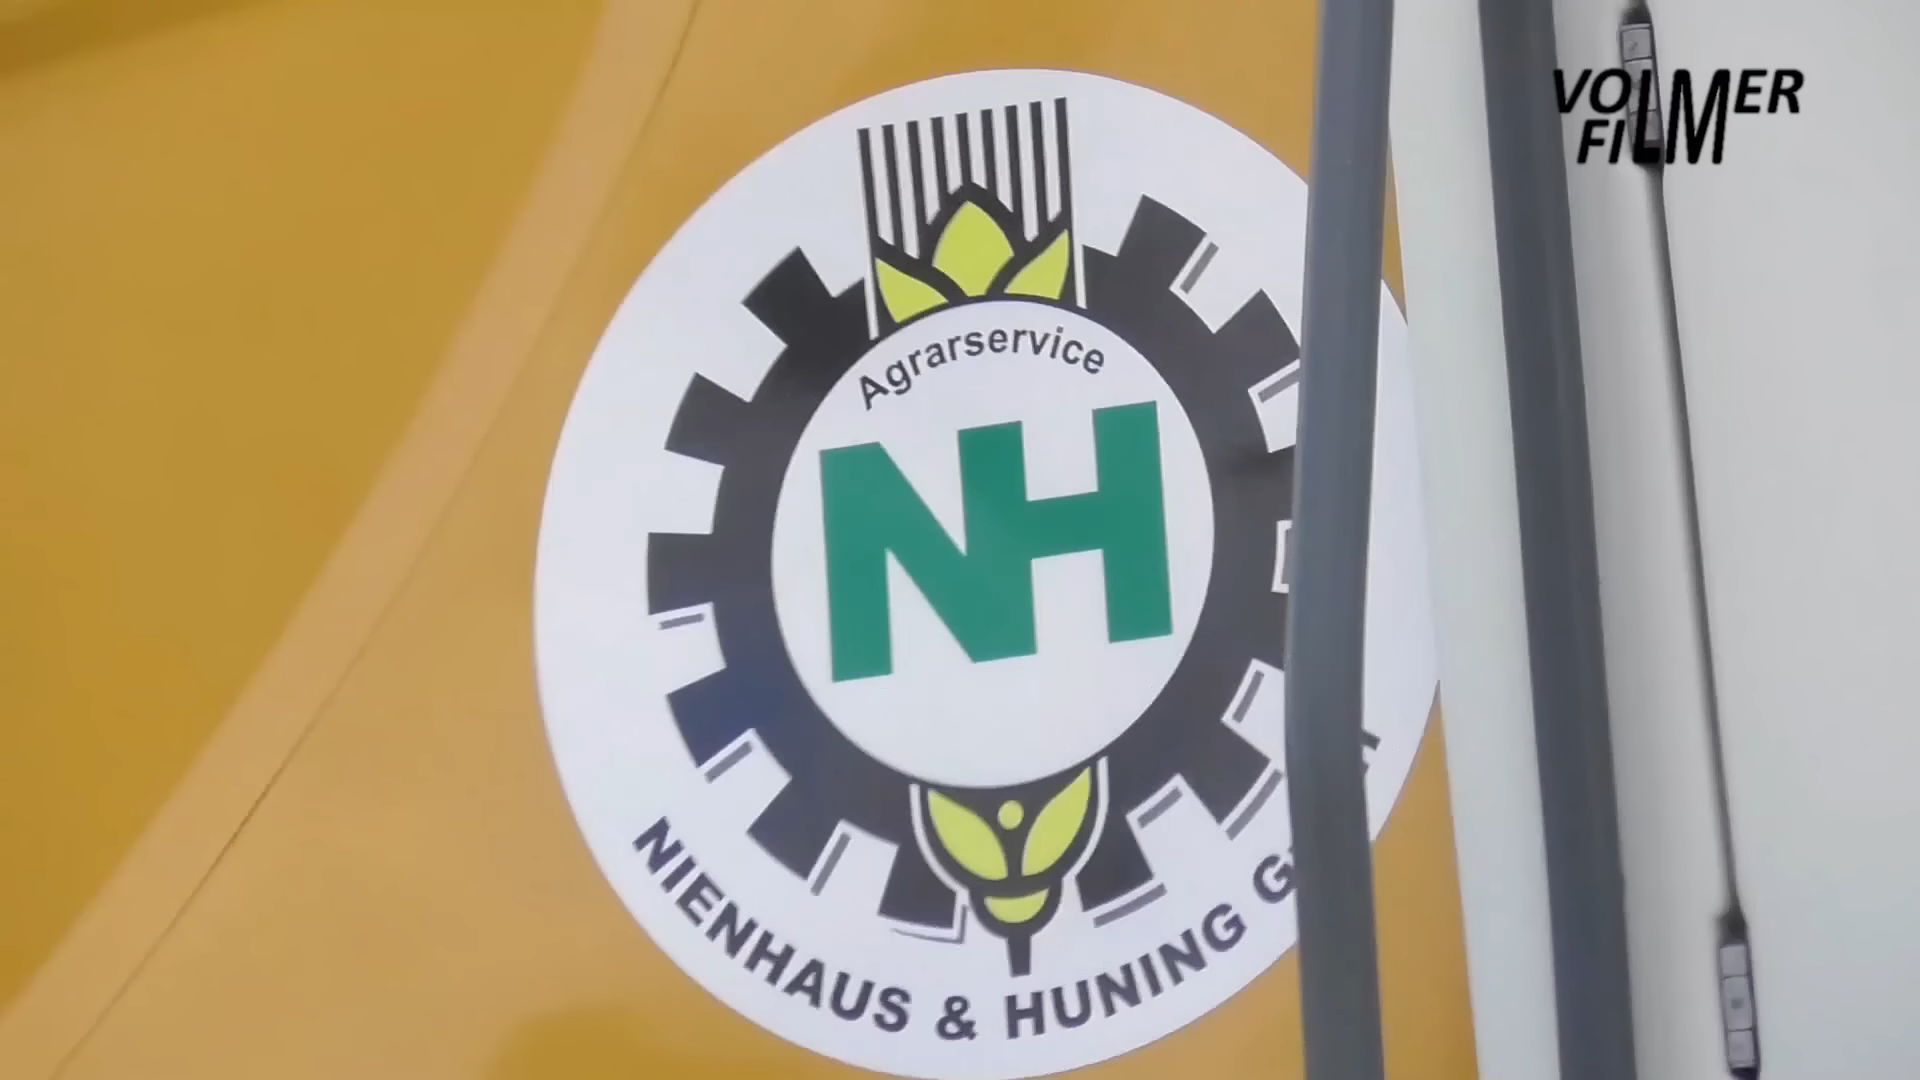 VOLMER
FILM
Agrarservice
NH
NIENHAUS & HUNING